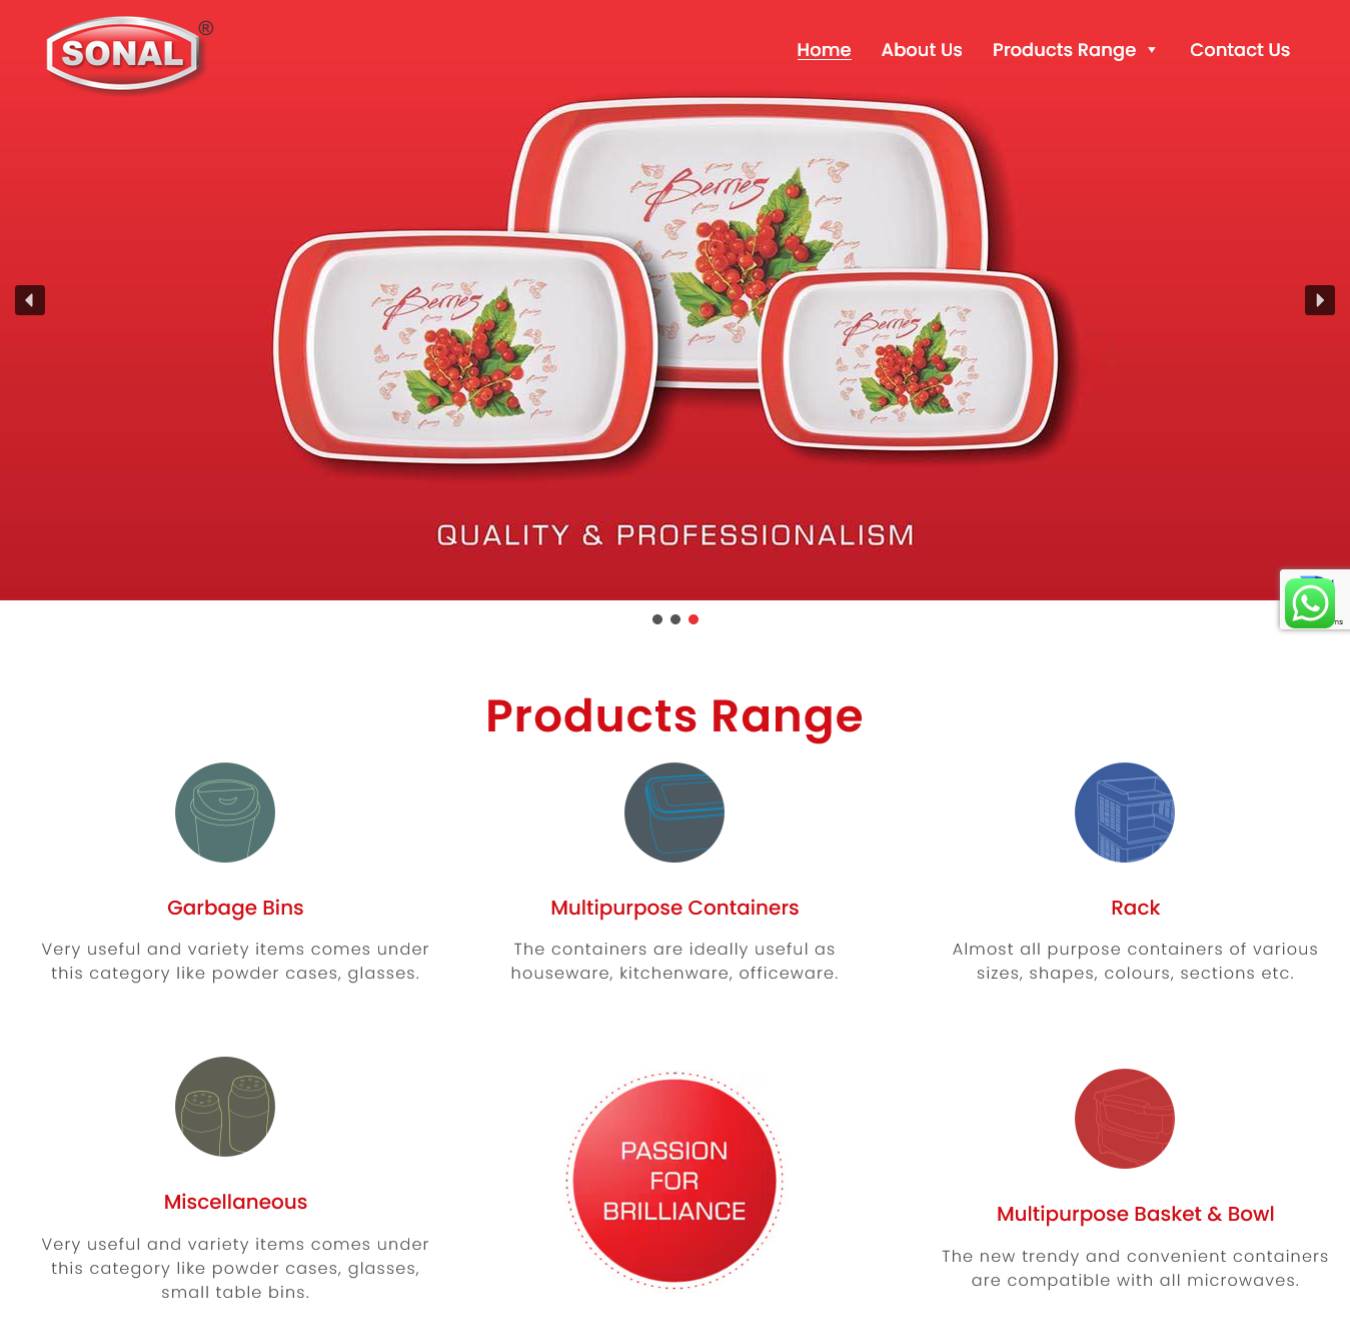 SONAL ®
Home About Us Products Range Contact Us
Berries
Berries
Berries
QUALITY & PROFESSIONALISM
Products Range
Garbage Bins
Very useful and variety items comes under
this category like powder cases, glasses.
Multipurpose Containers
The containers are ideally useful as
houseware, kitchenware, officeware.
Rack
Almost all purpose containers of various
sizes, shapes, colours, sections etc.
Miscellaneous
Very useful and variety items comes under
this category like powder cases, glasses,
small table bins.
PASSION
FOR
BRILLIANCE
Multipurpose Basket & Bowl
The new trendy and convenient containers
are compatible with all microwaves.